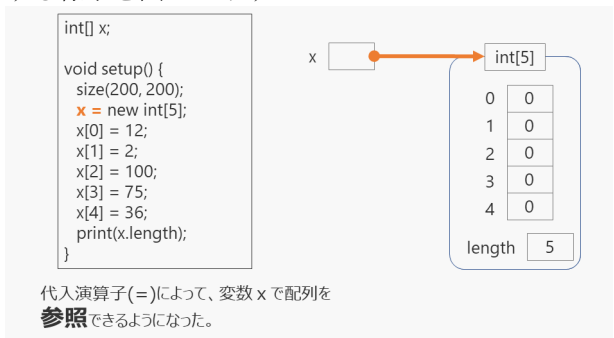 int[] x;
void setup() {
size(200, 200);
x = new int[5];
x[0] = 12;
x[1] = 2;
x[2] = 100;
x[3] = 75;
x[4] = 36;
print(x.length);
}
x
int[5]
0 0
1 0
2 0
3 0
4 0
length 5
代入演算子(=)によって、変数 x で配列を
参照できるようになった。